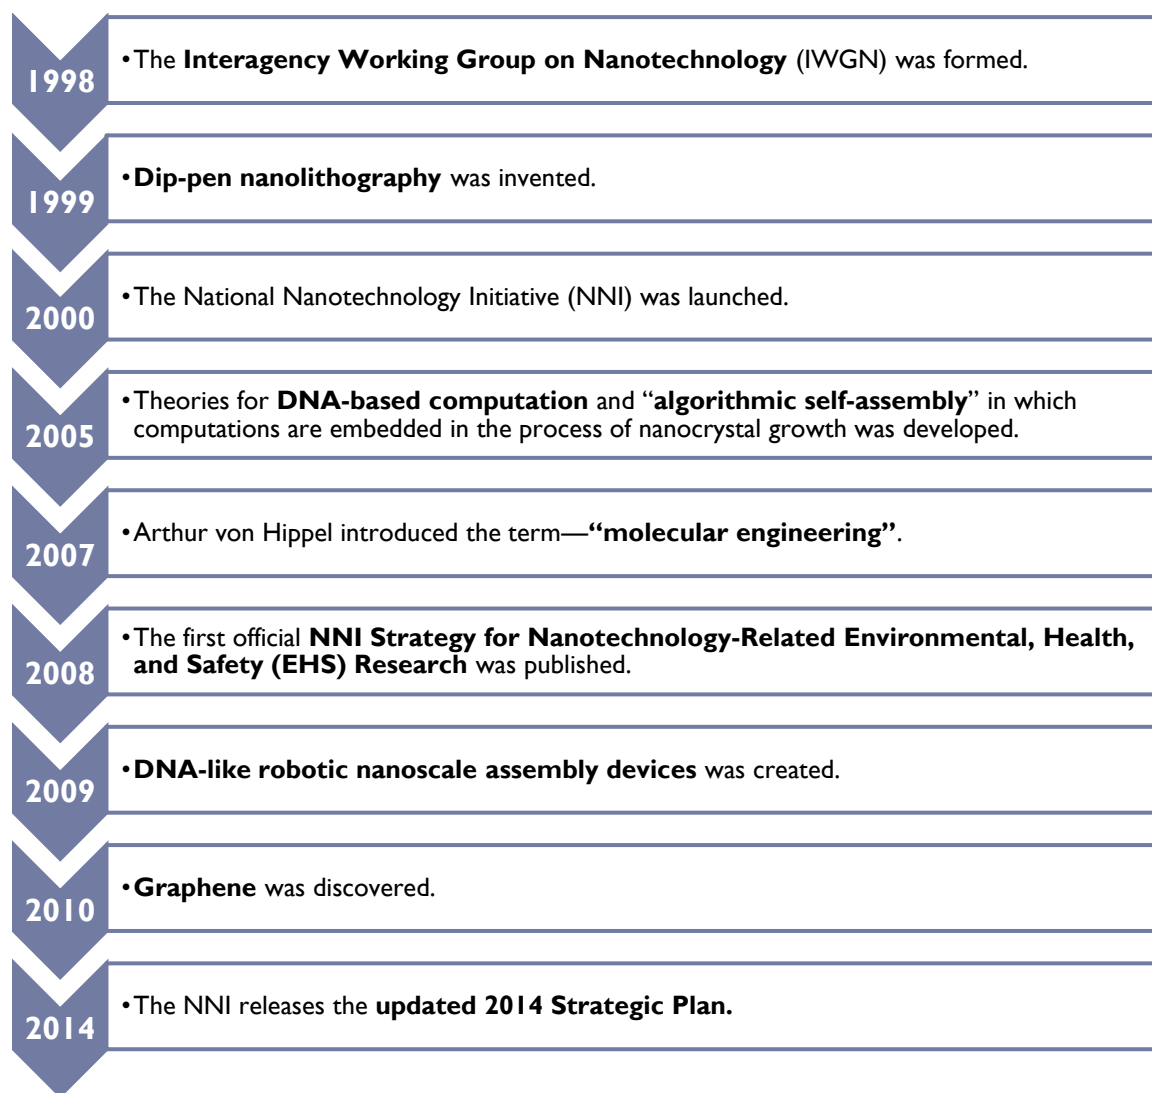 1998
•The Interagency Working Group on Nanotechnology (IWGN) was formed.
1999
•Dip-pen nanolithography was invented.
2000
•The National Nanotechnology Initiative (NNI) was launched.
2005
•Theories for DNA-based computation and “algorithmic self-assembly” in which
computations are embedded in the process of nanocrystal growth was developed.
2007
•Arthur von Hippel introduced the term—“molecular engineering”.
2008
•The first official NNI Strategy for Nanotechnology-Related Environmental, Health,
and Safety (EHS) Research was published.
2009
•DNA-like robotic nanoscale assembly devices was created.
2010
•Graphene was discovered.
2014
•The NNI releases the updated 2014 Strategic Plan.